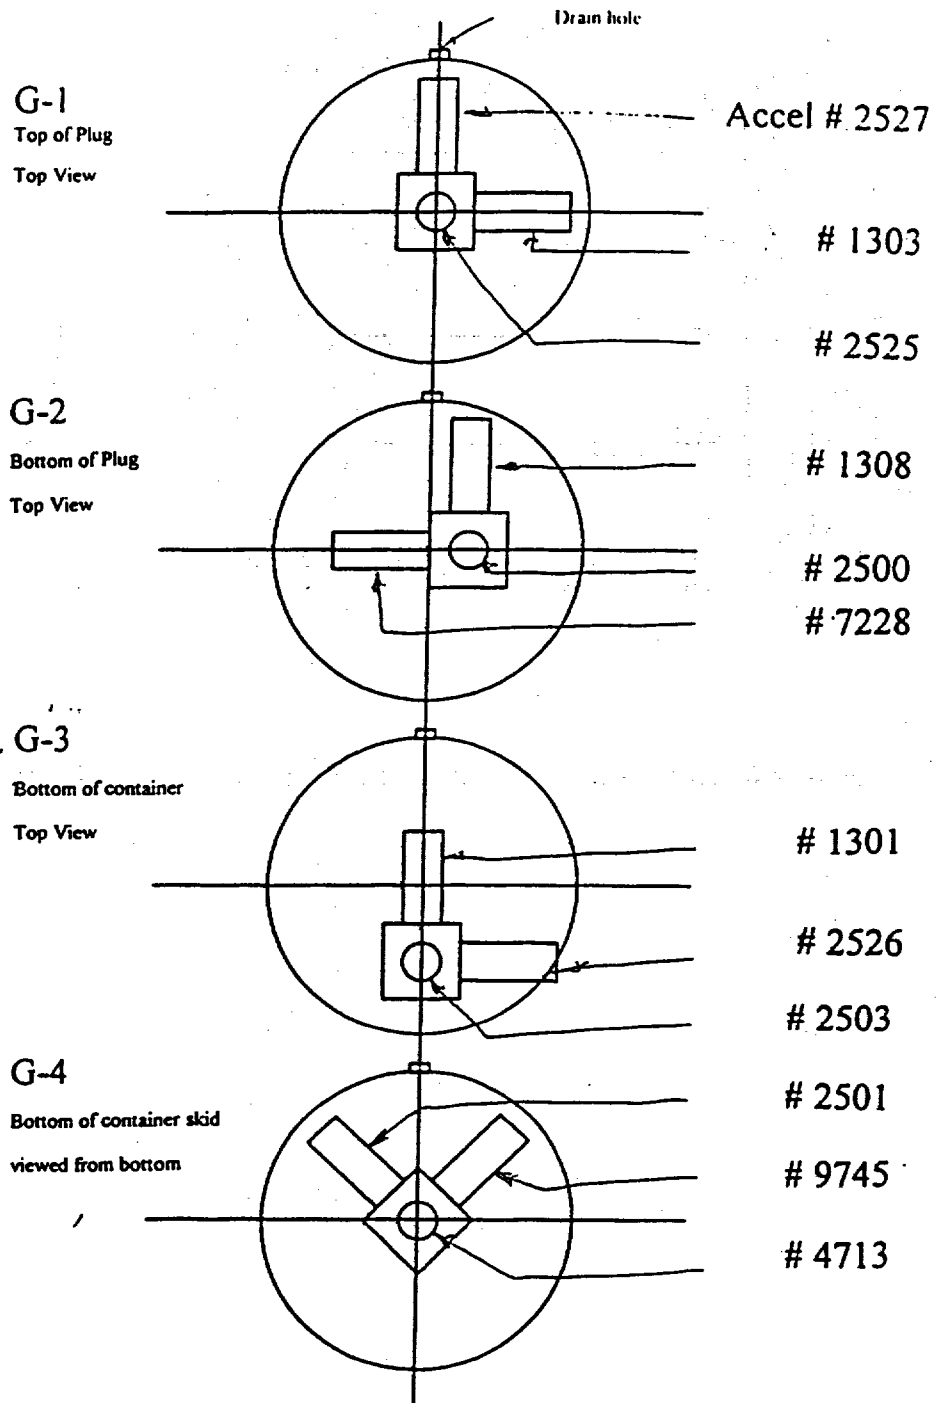 Drain hole
G-1
Top of Plug
Top View
Accel # 2527
# 1303
# 2525
G-2
Bottom of Plug
Top View
# 1308
# 2500
# 7228
G-3
Bottom of container
Top View
# 1301
# 2526
# 2503
G-4
Bottom of container skid
viewed from bottom
# 2501
# 9745
# 4713